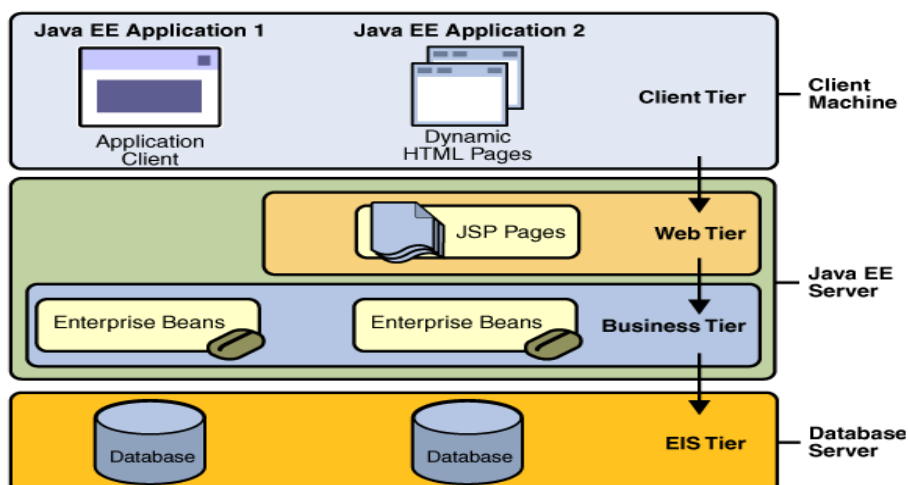 Java EE Application 1
Java EE Application 2
Application
Client
Dynamic
HTML Pages
Client Tier
Client
Machine
JSP Pages
Web Tier
Java EE
Server
Enterprise Beans
Enterprise Beans
Business Tier
Database
Database
EIS Tier
Database
Server